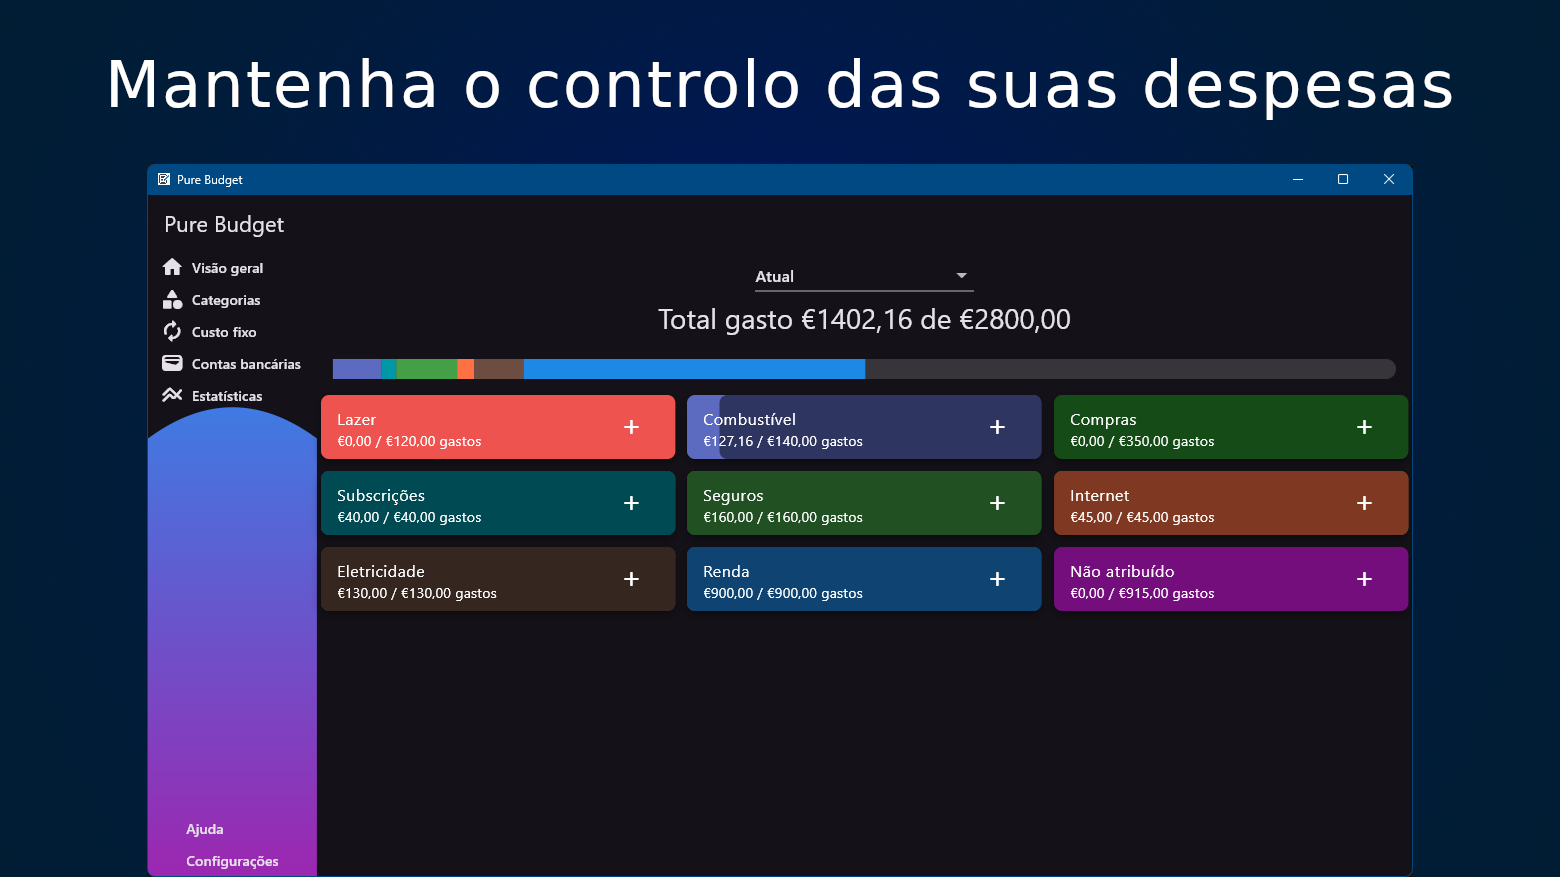 Mantenha o controlo das suas despesas
Pure Budget
Pure Budget
Visão geral
Categorias
Custo fixo
Contas bancárias
Estatísticas
Ajuda
Configurações
Atual
Total gasto €1402,16 de €2800,00
Lazer
€0,00 / €120,00 gastos
Combustível
€127,16 / €140,00 gastos
Compras
€0,00 / €350,00 gastos
Subscrições
€40,00 / €40,00 gastos
Seguros
€160,00 / €160,00 gastos
Internet
€45,00 / €45,00 gastos
Eletricidade
€130,00 / €130,00 gastos
Renda
€900,00 / €900,00 gastos
Não atribuído
€0,00 / €915,00 gastos